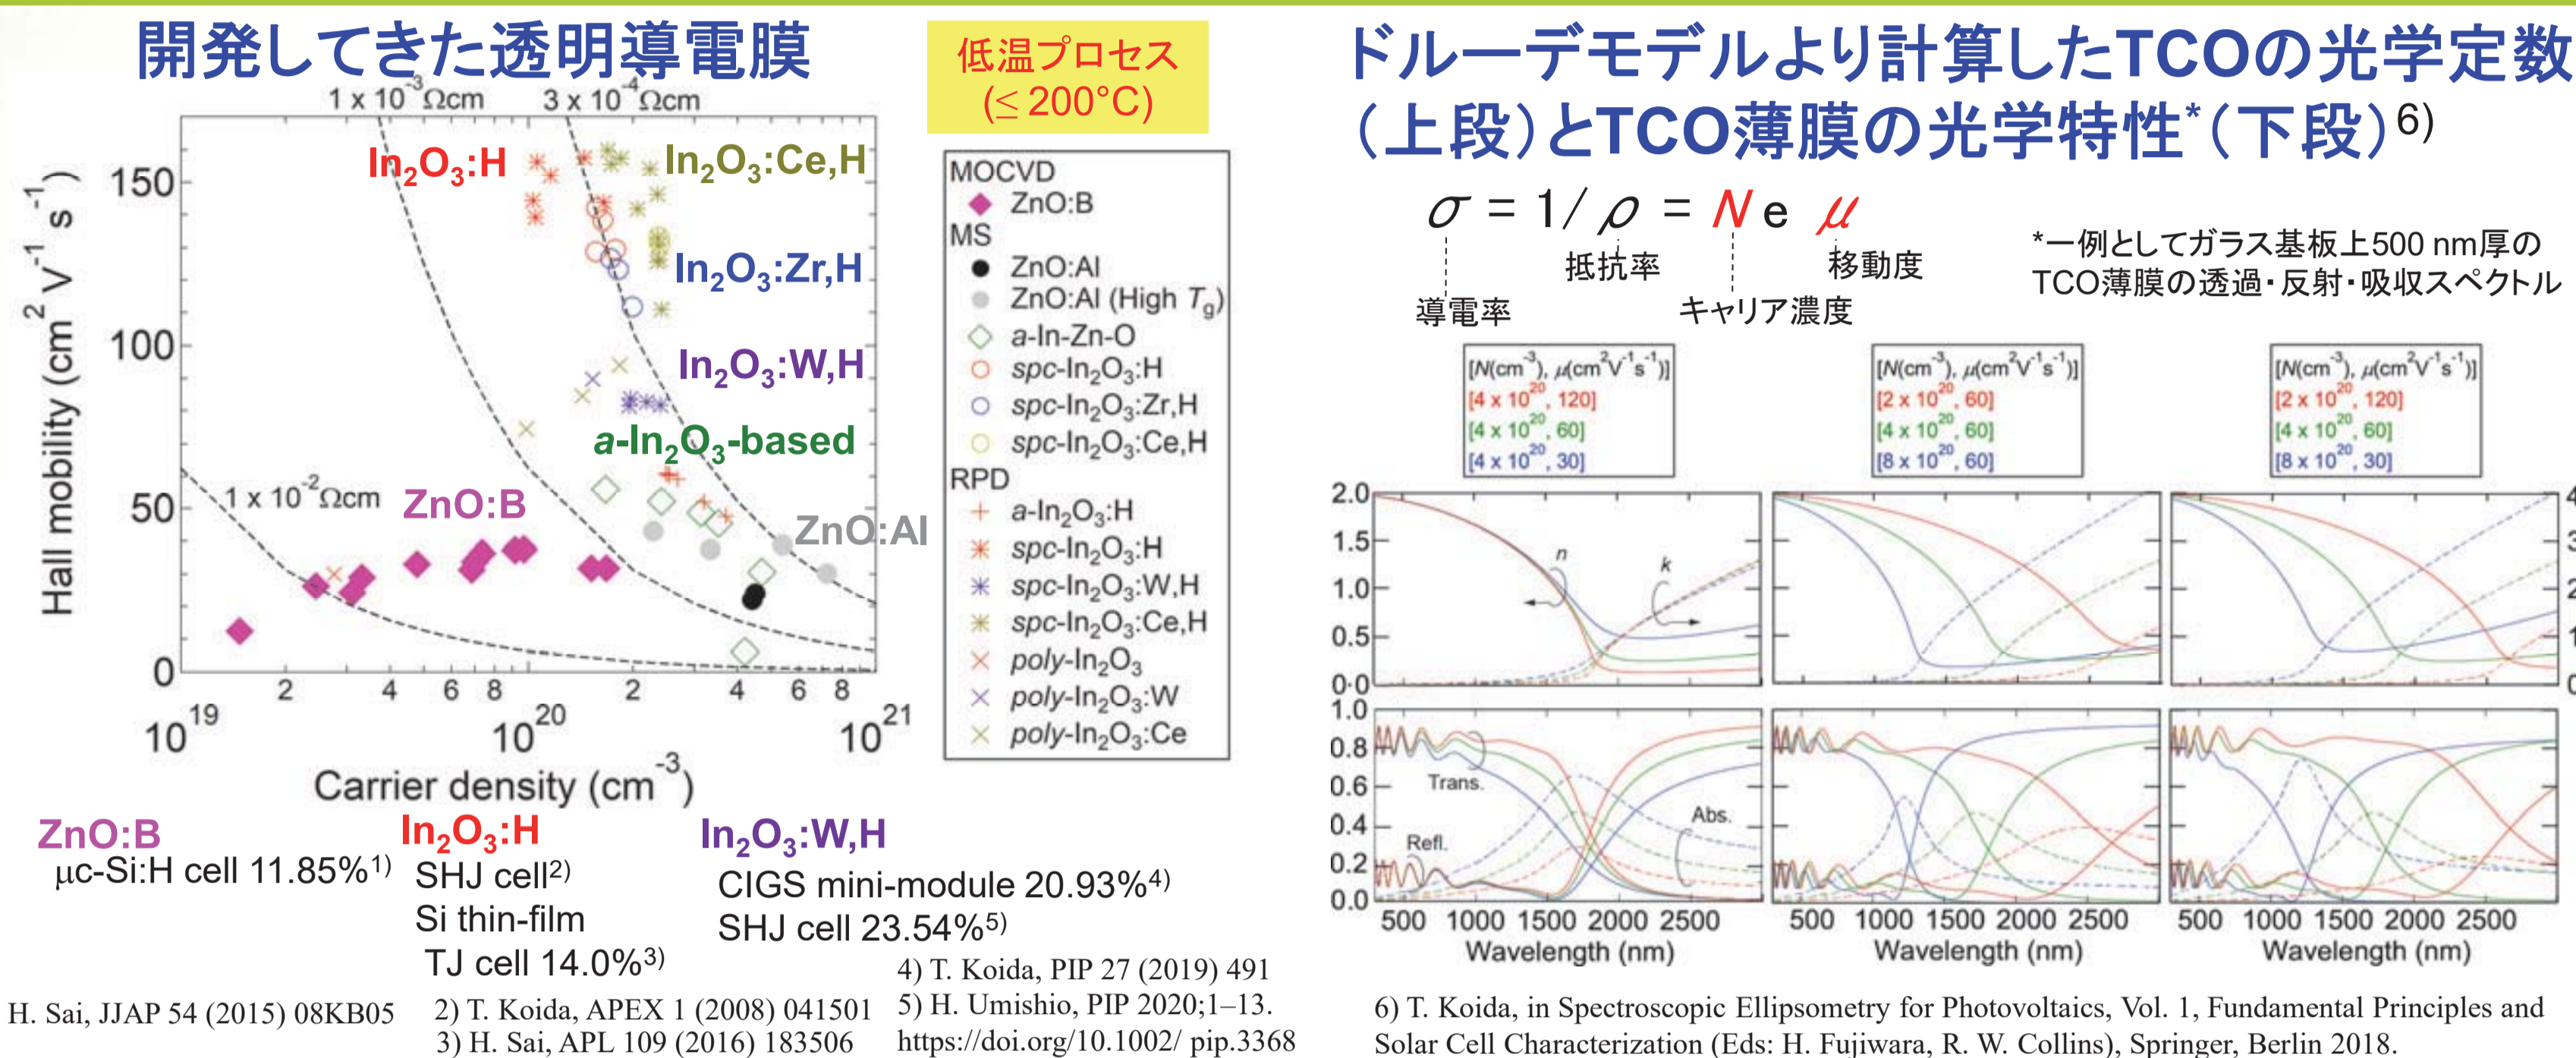 開発してきた透明導電膜
低温プロセス
(≤ 200°C)
1 x 10⁻³Ωcm
3 x 10⁻⁴Ωcm
In₂O₃:H
In₂O₃:Ce,H
In₂O₃:Zr,H
In₂O₃:W,H
a-In₂O₃-based
1 x 10⁻²Ωcm
ZnO:B
ZnO:Al
Hall mobility (cm² V⁻¹ s⁻¹)
150
100
50
0
2 4 6 8 2 4 6 8
10¹⁹ 10²⁰ 10²¹
Carrier density (cm⁻³)
MOCVD
ZnO:B
MS
ZnO:Al
ZnO:Al (High Tg)
a-In-Zn-O
spc-In₂O₃:H
spc-In₂O₃:Zr,H
spc-In₂O₃:Ce,H
RPD
a-In₂O₃:H
spc-In₂O₃:H
spc-In₂O₃:W,H
spc-In₂O₃:Ce,H
poly-In₂O₃
poly-In₂O₃:W
poly-In₂O₃:Ce
ZnO:B
μc-Si:H cell 11.85%1)
In₂O₃:H
SHJ cell2)
Si thin-film
TJ cell 14.0%3)
In₂O₃:W,H
CIGS mini-module 20.93%4)
SHJ cell 23.54%5)
H. Sai, JJAP 54 (2015) 08KB05
2) T. Koida, APEX 1 (2008) 041501
3) H. Sai, APL 109 (2016) 183506
4) T. Koida, PIP 27 (2019) 491
5) H. Umishio, PIP 2020;1–13.
https://doi.org/10.1002/ pip.3368
ドルーデモデルより計算したTCOの光学定数
（上段）とTCO薄膜の光学特性*（下段）6)
σ = 1/ ρ = N e μ
導電率
抵抗率
キャリア濃度
移動度
*一例としてガラス基板上500 nm厚の
TCO薄膜の透過・反射・吸収スペクトル
[N(cm⁻³), μ(cm²V⁻¹s⁻¹)]
[4 x 10²⁰, 120]
[4 x 10²⁰, 60]
[4 x 10²⁰, 30]
[N(cm⁻³), μ(cm²V⁻¹s⁻¹)]
[2 x 10²⁰, 60]
[4 x 10²⁰, 60]
[8 x 10²⁰, 60]
[N(cm⁻³), μ(cm²V⁻¹s⁻¹)]
[2 x 10²⁰, 120]
[4 x 10²⁰, 60]
[8 x 10²⁰, 30]
2.0
1.5
1.0
0.5
0.0
n
k
4
3
2
1
0
1.0
0.8
0.6
0.4
0.2
0.0
Trans.
Refl.
Abs.
500 1000 1500 2000 2500
500 1000 1500 2000 2500
500 1000 1500 2000 2500
Wavelength (nm)
Wavelength (nm)
Wavelength (nm)
6) T. Koida, in Spectroscopic Ellipsometry for Photovoltaics, Vol. 1, Fundamental Principles and
Solar Cell Characterization (Eds: H. Fujiwara, R. W. Collins), Springer, Berlin 2018.